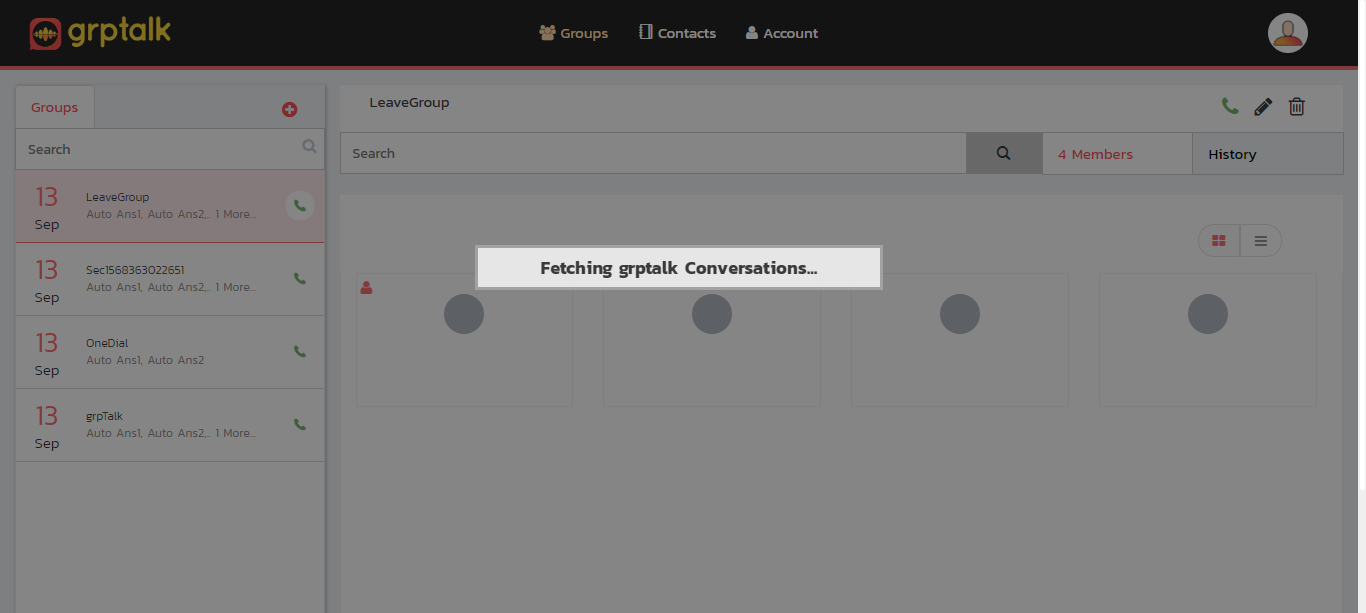 grptalk
Groups
Contacts
Account
Groups
Search
13
Sep
LeaveGroup
Auto Ans1, Auto Ans2,.. 1 More...
13
Sep
Sec1568363022651
Auto Ans1, Auto Ans2,.. 1 More...
13
Sep
OneDial
Auto Ans1, Auto Ans2
13
Sep
grpTalk
Auto Ans1, Auto Ans2,.. 1 More...
LeaveGroup
Search
4 Members
History
Fetching grptalk Conversations...